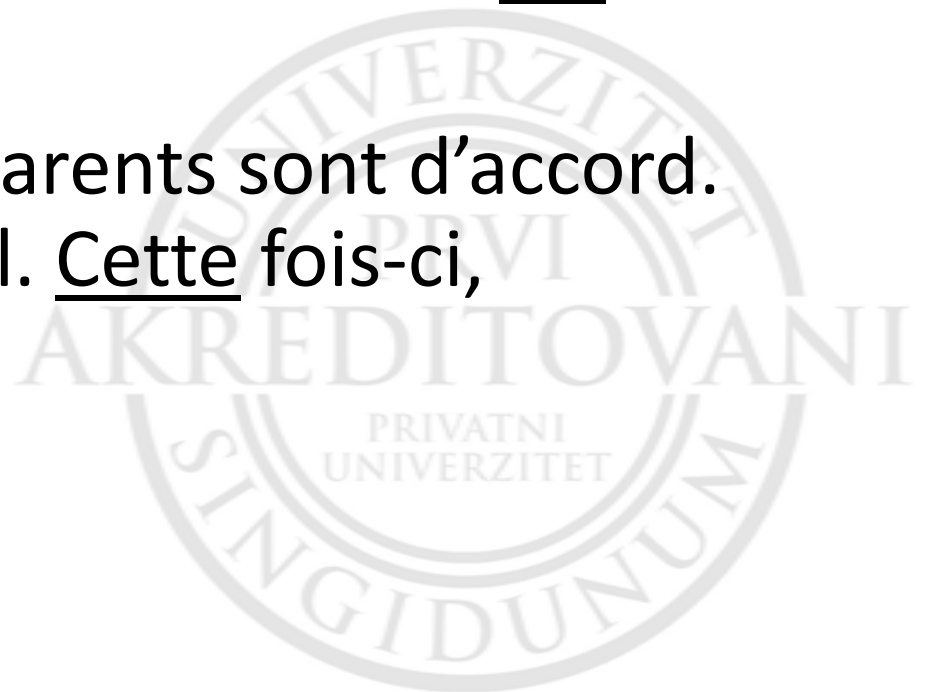 arents sont d’accord.
l. Cette fois-ci,
UNIVERZITET
PRVI
AKREDITOVANI
PRIVATNI
UNIVERZITET
SINGIDUNUM